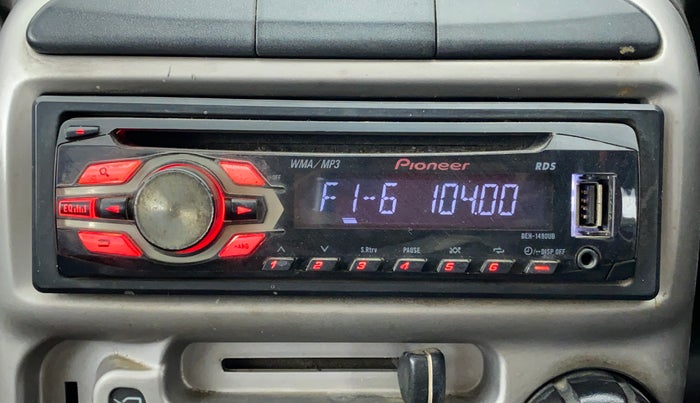 WMA/MP3 Pioneer RDS
F1-6 104.00
DEH-1490UB
S.Rtrv PAUSE DISP OFF
1 2 3 4 5 6